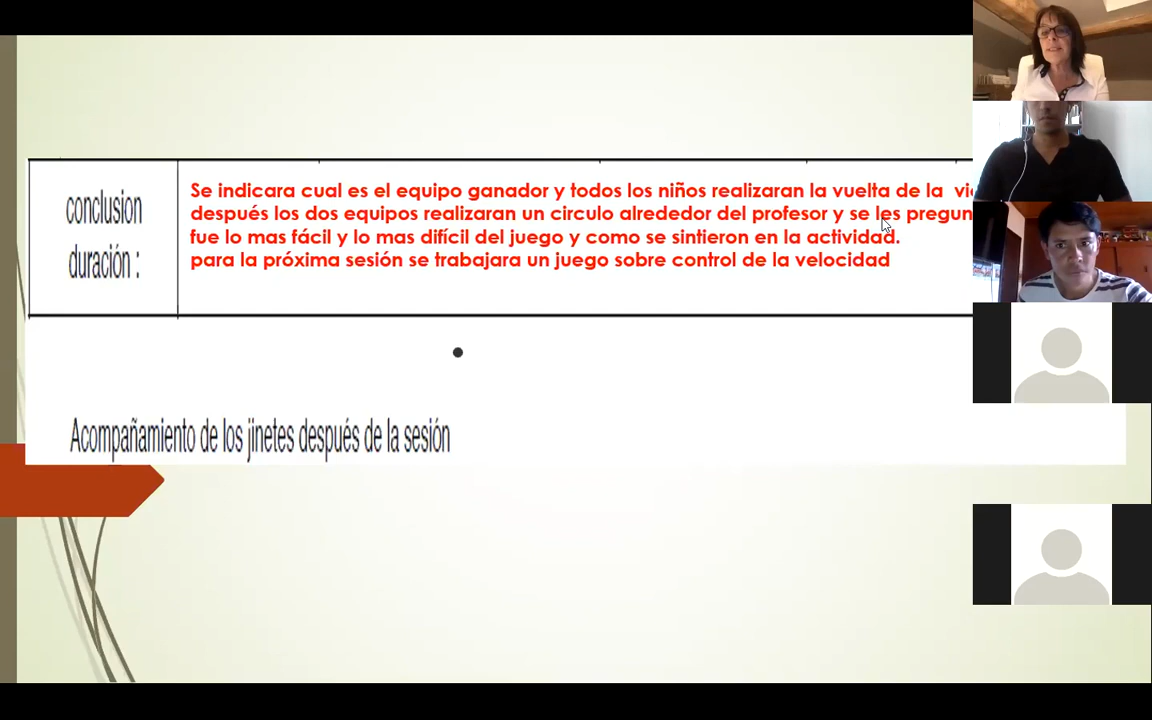 conclusion
duración :
Se indicara cual es el equipo ganador y todos los niños realizaran la vuelta de la
después los dos equipos realizaran un circulo alrededor del profesor y se les
fue lo mas fácil y lo mas difícil del juego y como se sintieron en la actividad.
para la próxima sesión se trabajara un juego sobre control de la velocidad
Acompañamiento de los jinetes después de la sesión